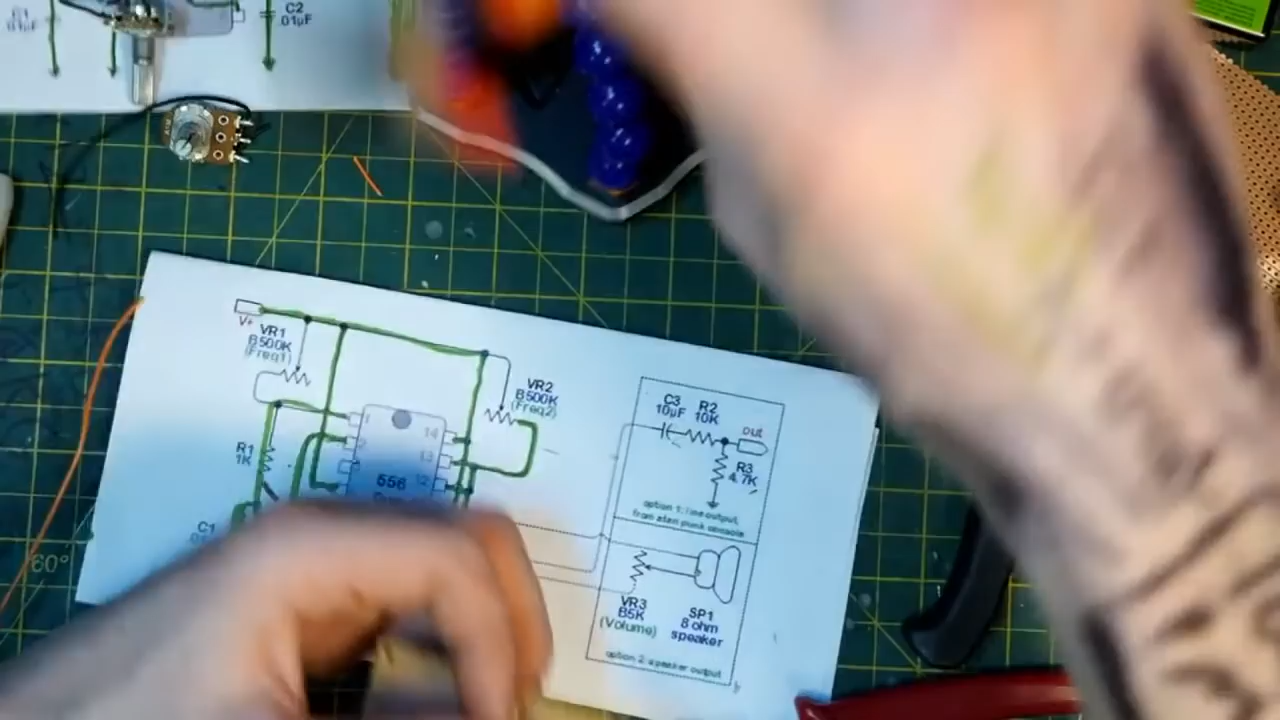 C2
.01µF
V+
VR1
B500K
(Freq1)
VR2
B500K
(Freq2)
1
2
14
13
12
R1
1K
556
C1
C3
10µF
R2
10K
out
R3
4.7K
option 1: line output,
from atari punk console
VR3
B5K
(Volume)
SP1
8 ohm
speaker
option 2: speaker output
60°